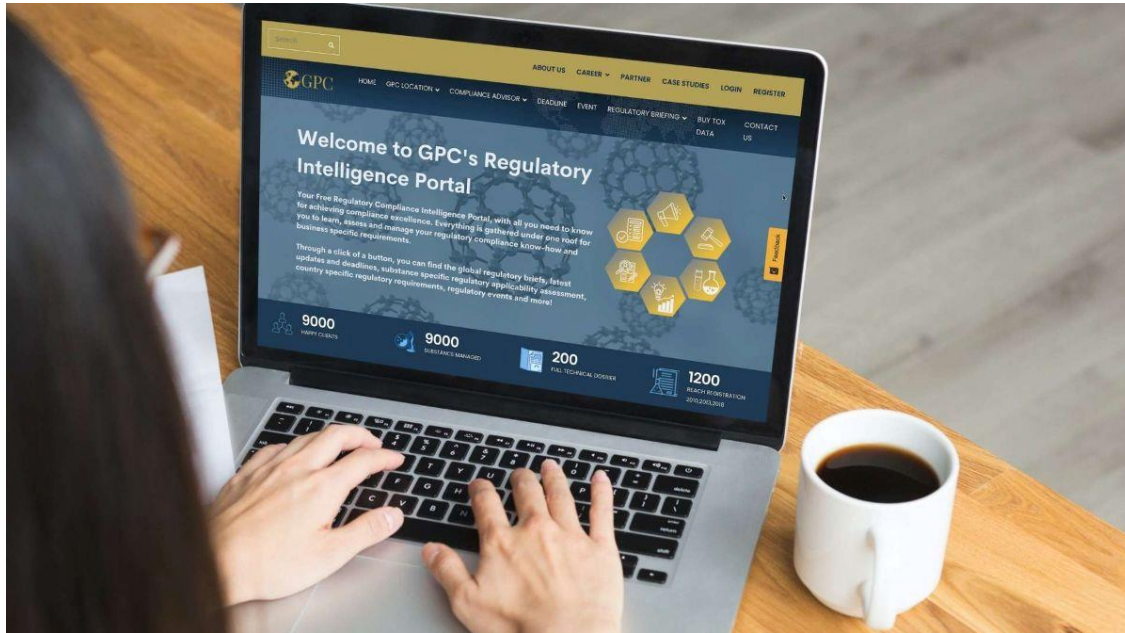 Search
ABOUT US CAREER PARTNER CASE STUDIES LOGIN REGISTER
GPC
HOME GPC LOCATION COMPLIANCE ADVISOR DEADLINE EVENT REGULATORY BRIEFING BUY TOX DATA CONTACT US
Welcome to GPC's Regulatory
Intelligence Portal
Your Free Regulatory Compliance Intelligence Portal, with all you need to know
for achieving compliance excellence. Everything is gathered under one roof for
you to learn, assess and manage your regulatory compliance know-how and
business specific requirements.
Through a click of a button, you can find the global regulatory briefs, latest
updates and deadlines, substance specific regulatory applicability assessment,
country specific regulatory requirements, regulatory events and more!
Feedback
9000
HAPPY CLIENTS
9000
SUBSTANCE MANAGED
200
FULL TECHNICAL DOSSIER
1200
REACH REGISTRATION
2010,2013,2018
delete
return
shift